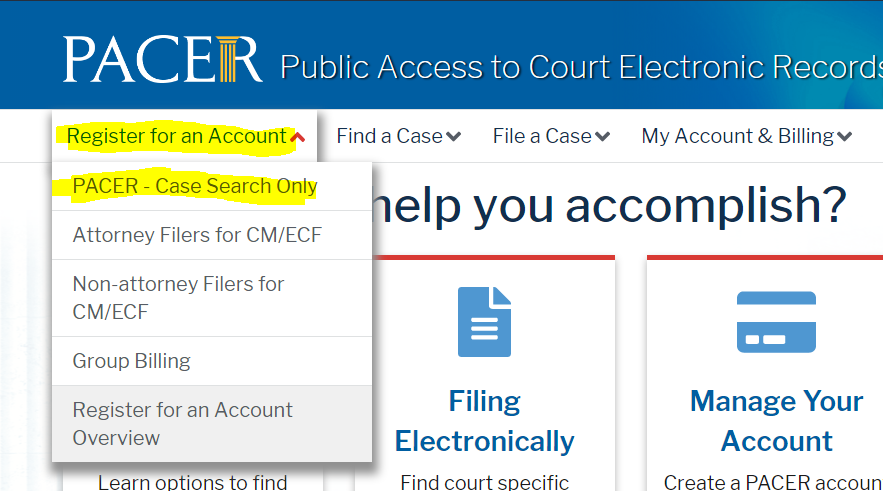 PACER Public Access to Court Electronic Records
Register for an Account Find a Case File a Case My Account & Billing
PACER - Case Search Only
help you accomplish?
Attorney Filers for CM/ECF
Non-attorney Filers for
CM/ECF
Group Billing
Register for an Account
Overview
Learn options to find
Filing
Electronically
Find court specific
Manage Your
Account
Create a PACER accoun